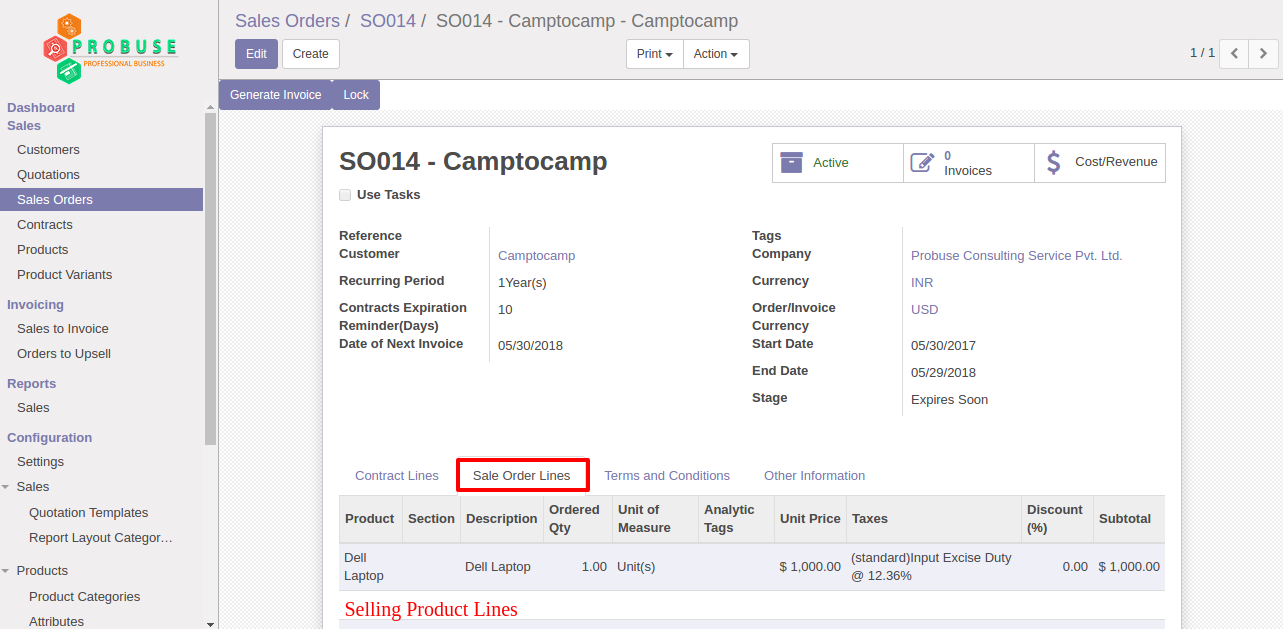 PROBUSE
PROFESSIONAL BUSINESS
Dashboard
Sales
Customers
Quotations
Sales Orders
Contracts
Products
Product Variants
Invoicing
Sales to Invoice
Orders to Upsell
Reports
Sales
Configuration
Settings
Sales
Quotation Templates
Report Layout Categor...
Products
Product Categories
Attributes
Sales Orders / SO014 / SO014 - Camptocamp - Camptocamp
Edit Create Print Action 1 / 1
Generate Invoice Lock
SO014 - Camptocamp
Active
0
Invoices
Cost/Revenue
Use Tasks
Reference
Customer Camptocamp
Recurring Period 1Year(s)
Contracts Expiration 10
Reminder(Days)
Date of Next Invoice 05/30/2018
Tags
Company Probuse Consulting Service Pvt. Ltd.
Currency INR
Order/Invoice USD
Currency
Start Date 05/30/2017
End Date 05/29/2018
Stage Expires Soon
Contract Lines Sale Order Lines Terms and Conditions Other Information
Product Section Description Ordered Qty Unit of Measure Analytic Tags Unit Price Taxes Discount (%) Subtotal
Dell Laptop Dell Laptop 1.00 Unit(s) $ 1,000.00 (standard)Input Excise Duty @ 12.36% 0.00 $ 1,000.00
Selling Product Lines